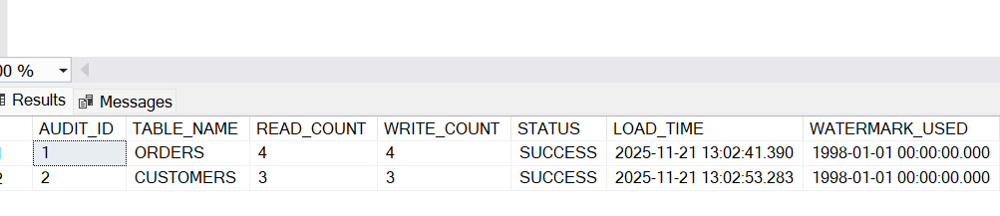 00 %
Results Messages
AUDIT_ID TABLE_NAME READ_COUNT WRITE_COUNT STATUS LOAD_TIME WATERMARK_USED
1 ORDERS 4 4 SUCCESS 2025-11-21 13:02:41.390 1998-01-01 00:00:00.000
2 2 CUSTOMERS 3 3 SUCCESS 2025-11-21 13:02:53.283 1998-01-01 00:00:00.000